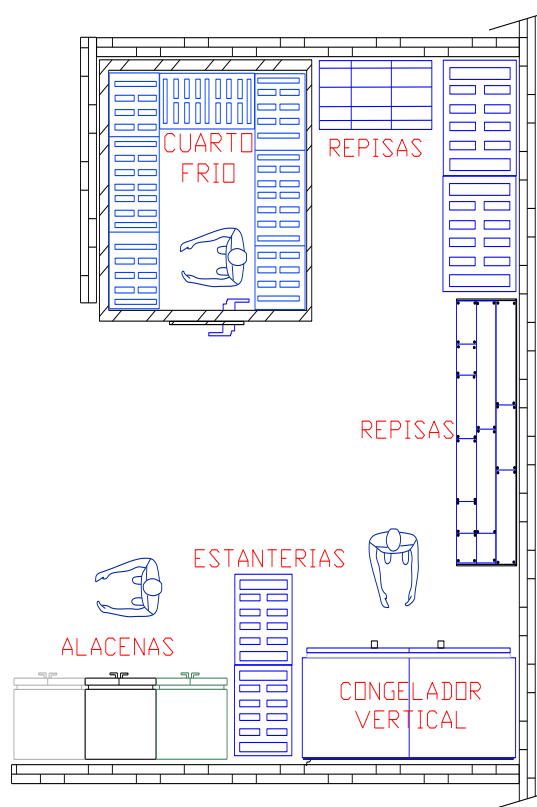 CUARTO
FRIO
REPISAS
REPISAS
ESTANTERIAS
ALACENAS
CONGELADOR
VERTICAL